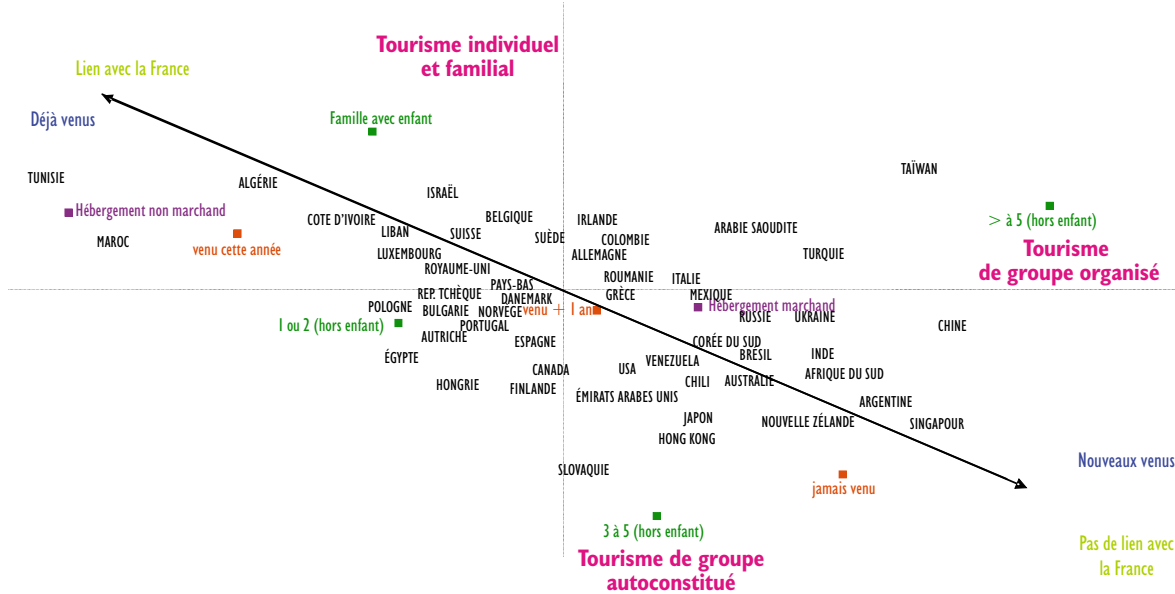 Tourisme individuel
et familial
Lien avec la France
Déjà venus
Famille avec enfant
TAÏWAN
TUNISIE
ALGÉRIE
ISRAËL
Hébergement non marchand
> à 5 (hors enfant)
COTE D'IVOIRE
BELGIQUE
IRLANDE
ARABIE SAOUDITE
LIBAN
SUISSE
SUÈDE
COLOMBIE
MAROC
venu cette année
Tourisme
de groupe organisé
LUXEMBOURG
ALLEMAGNE
TURQUIE
ROYAUME-UNI
ROUMANIE
ITALIE
PAYS-BAS
REP. TCHÈQUE
DANEMARK
GRÈCE
MEXIQUE
POLOGNE
BULGARIE
NORVEGE
venu + 1 an
Hébergement marchand
RUSSIE
UKRAINE
1 ou 2 (hors enfant)
PORTUGAL
CHINE
AUTRICHE
ESPAGNE
CORÉE DU SUD
ÉGYPTE
VENEZUELA
BRÉSIL
INDE
CANADA
USA
AFRIQUE DU SUD
HONGRIE
FINLANDE
CHILI
AUSTRALIE
ÉMIRATS ARABES UNIS
ARGENTINE
JAPON
NOUVELLE ZÉLANDE
SINGAPOUR
HONG KONG
SLOVAQUIE
Nouveaux venus
jamais venu
3 à 5 (hors enfant)
Tourisme de groupe
autoconstitué
Pas de lien avec
la France